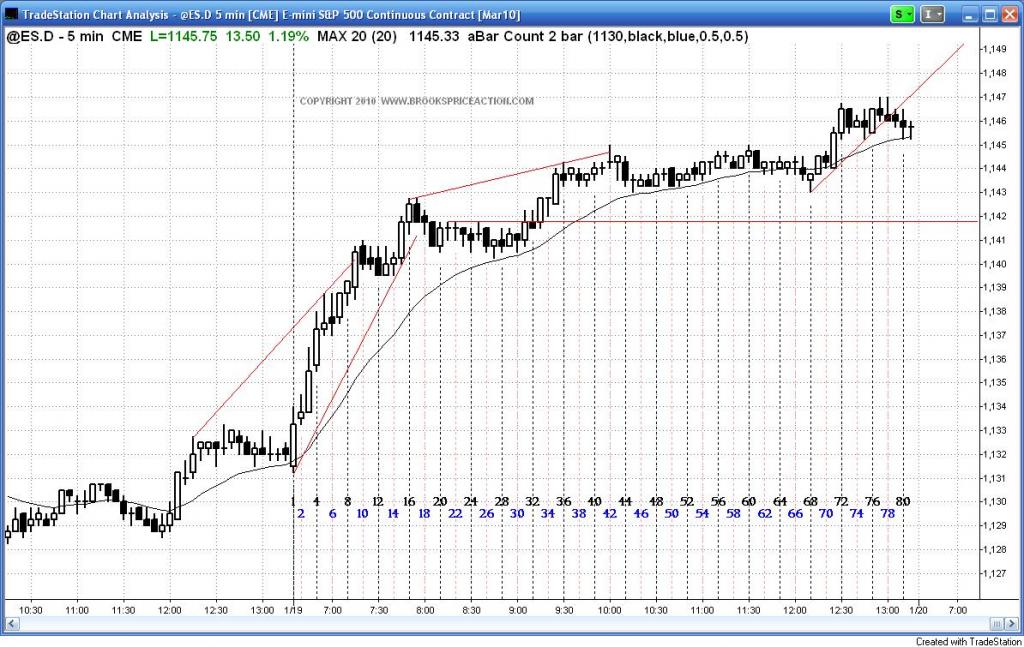 TradeStation Chart Analysis - @ES.D 5 min [CME] E-mini S&P 500 Continuous Contract [Mar10]
S I
@ES.D - 5 min CME L=1145.75 13.50 1.19% MAX 20 (20) 1145.33 aBar Count 2 bar (1130,black,blue,0.5,0.5)
1,149
1,148
COPYRIGHT 2010 WWW.BROOKSPRICEACTION.COM
1,147
1,146
1,145
1,144
1,143
1,142
1,141
1,140
1,139
1,138
1,137
1,136
1,135
1,134
1,133
1,132
1,131
1 4 8 12 16 20 24 28 32 36 40 44 48 52 56 60 64 68 72 76 80 1,130
2 6 10 14 18 22 26 30 34 38 42 46 50 54 58 62 66 70 74 78 1,129
1,128
1,127
10:30 11:00 11:30 12:00 12:30 13:00 1/19 7:00 7:30 8:00 8:30 9:00 9:30 10:00 10:30 11:00 11:30 12:00 12:30 13:00 1/20 7:00
Created with TradeStation